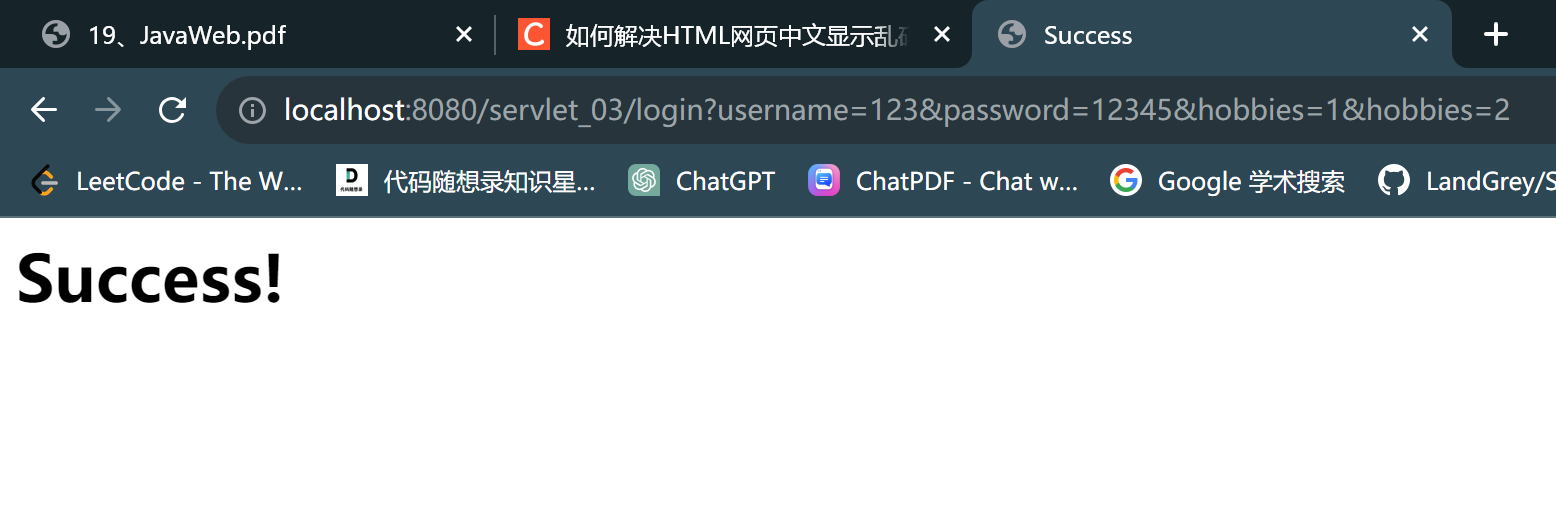 19、JavaWeb.pdf 如何解决HTML网页中文显示乱 Success
localhost:8080/servlet_03/login?username=123&password=12345&hobbies=1&hobbies=2
LeetCode - The W... 代码随想录知识星... ChatGPT ChatPDF - Chat w... Google 学术搜索 LandGrey/S
Success!